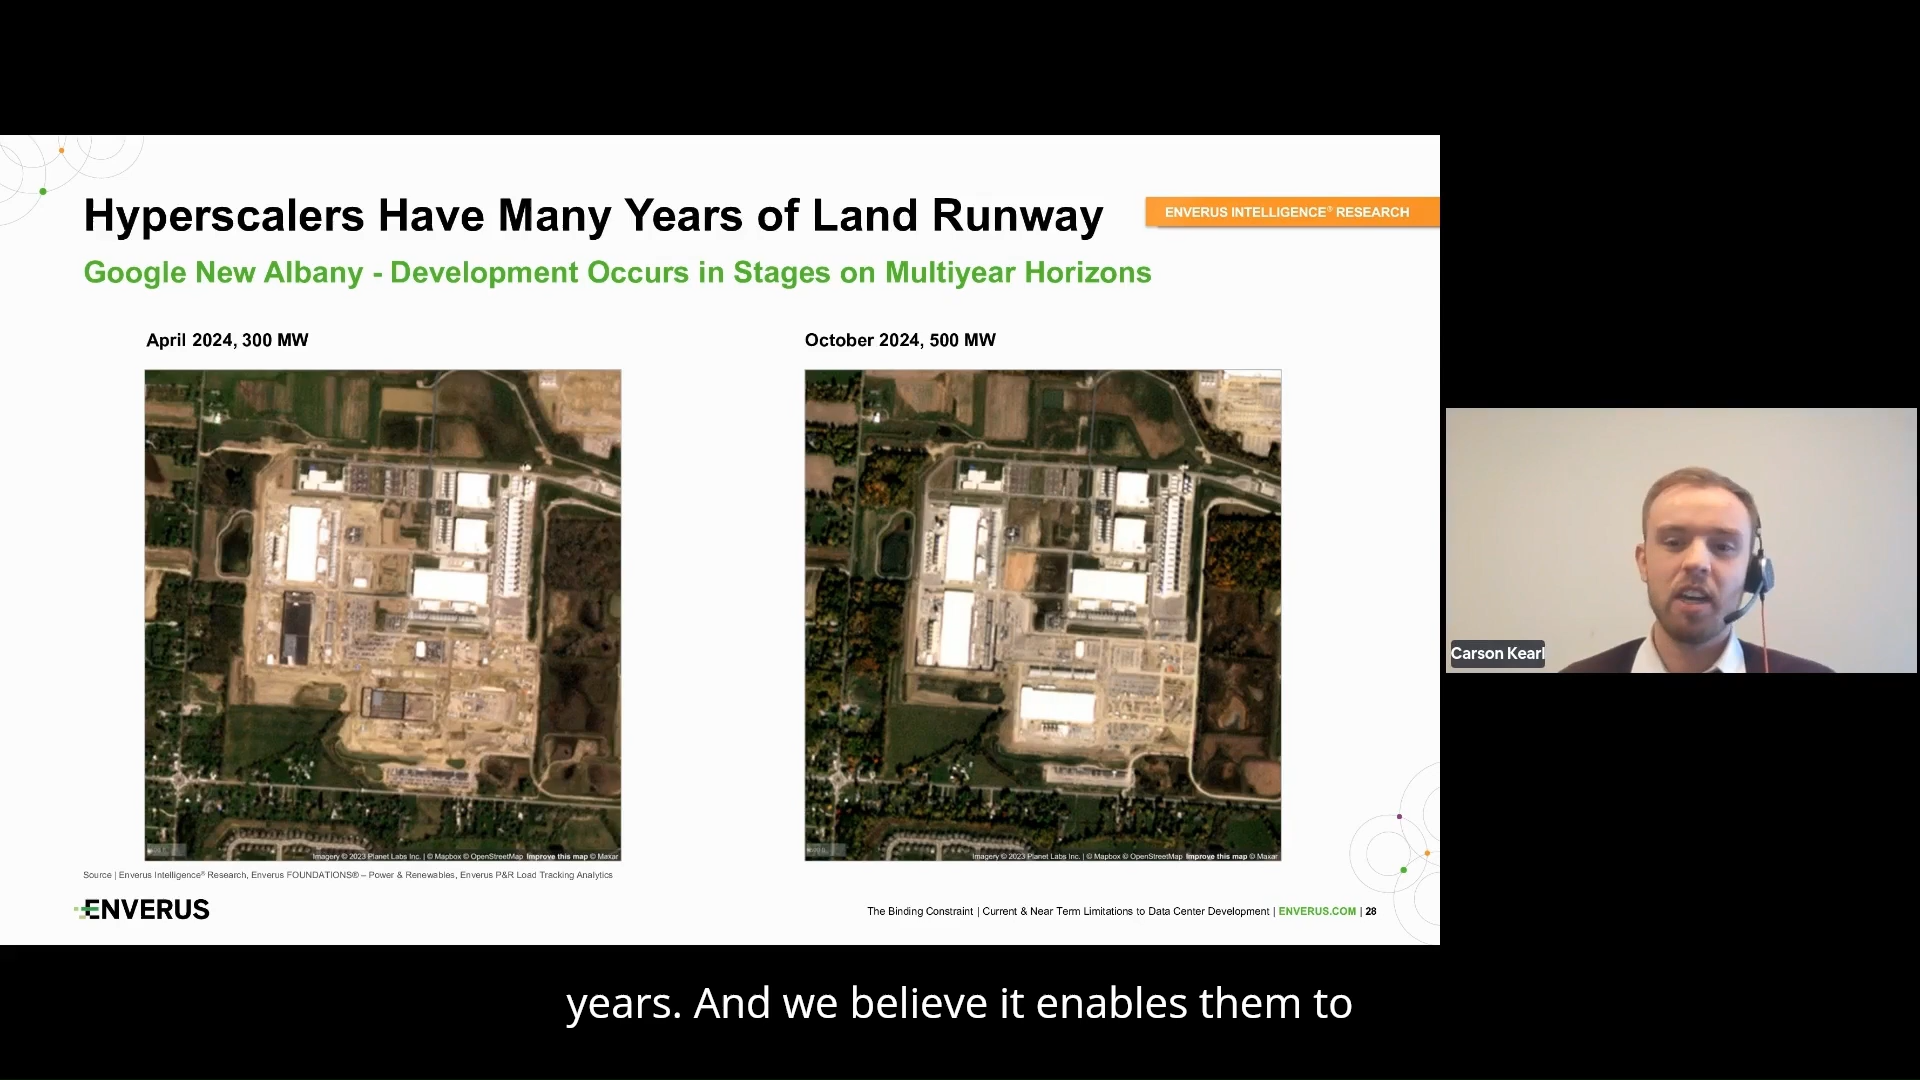 Hyperscalers Have Many Years of Land Runway
ENVERUS INTELLIGENCE® RESEARCH
Google New Albany - Development Occurs in Stages on Multiyear Horizons
April 2024, 300 MW
October 2024, 500 MW
Imagery © 2023 Planet Labs Inc. | © Mapbox © OpenStreetMap Improve this map © Maxar
Imagery © 2023 Planet Labs Inc. | © Mapbox © OpenStreetMap Improve this map © Maxar
Source | Enverus Intelligence® Research, Enverus FOUNDATIONS® – Power & Renewables, Enverus P&R Load Tracking Analytics
ENVERUS
The Binding Constraint | Current & Near Term Limitations to Data Center Development | ENVERUS.COM | 28
Carson Kearl
years. And we believe it enables them to